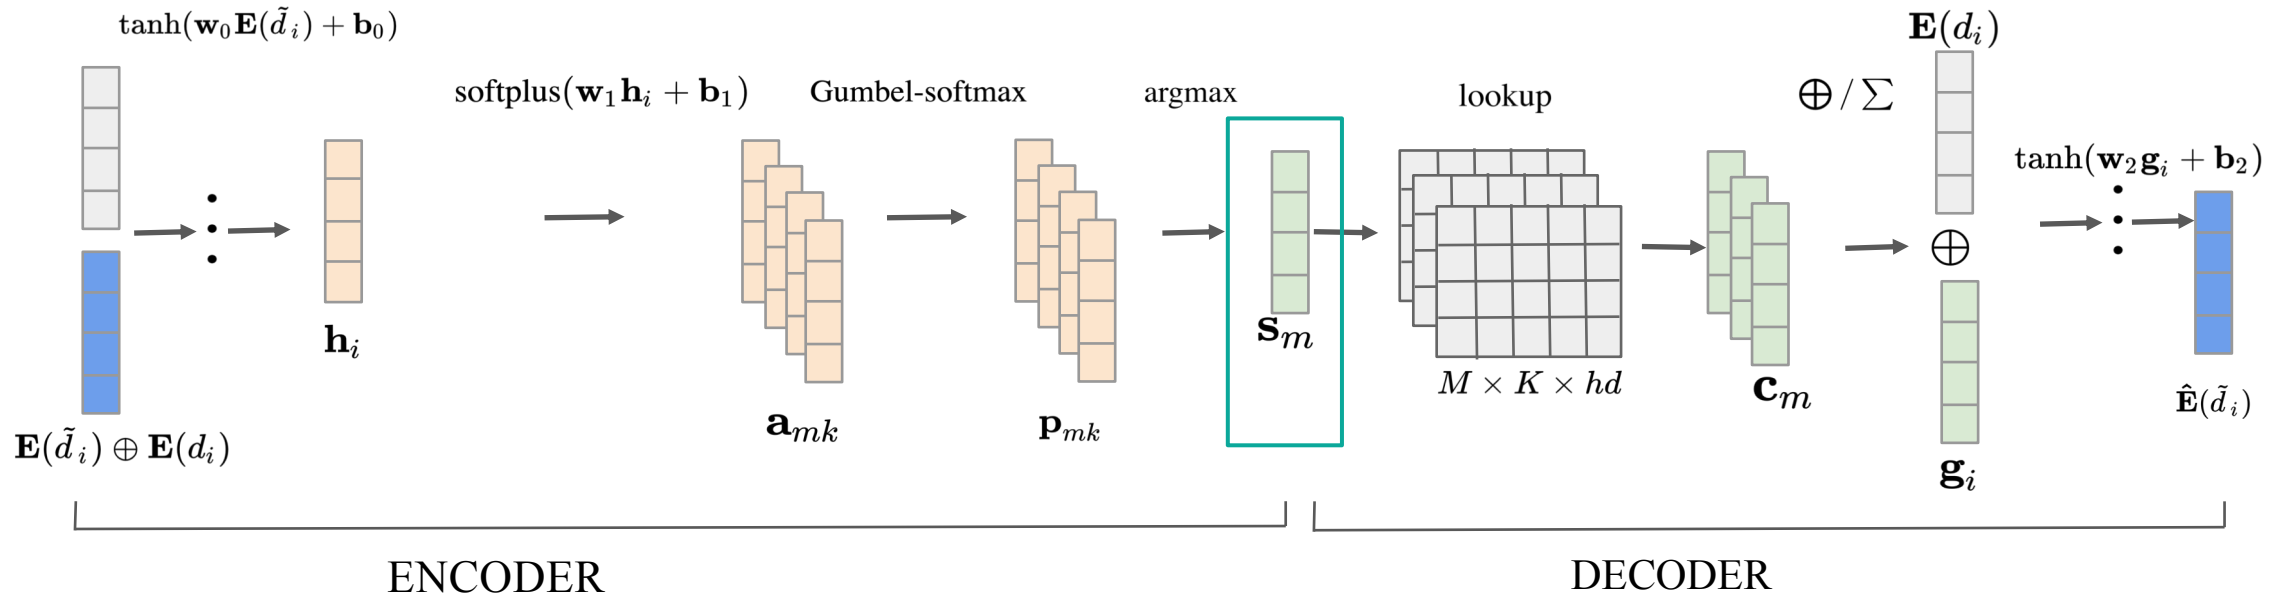 tanh(w₀E(d̃ᵢ) + b₀)
E(d̃ᵢ) ⊕ E(dᵢ)
hᵢ
softplus(w₁hᵢ + b₁)
aₘₖ
Gumbel-softmax
pₘₖ
argmax
sₘ
lookup
M × K × hd
cₘ
⊕ / ∑
E(dᵢ)
⊕
gᵢ
tanh(w₂gᵢ + b₂)
Ê(d̃ᵢ)
ENCODER
DECODER